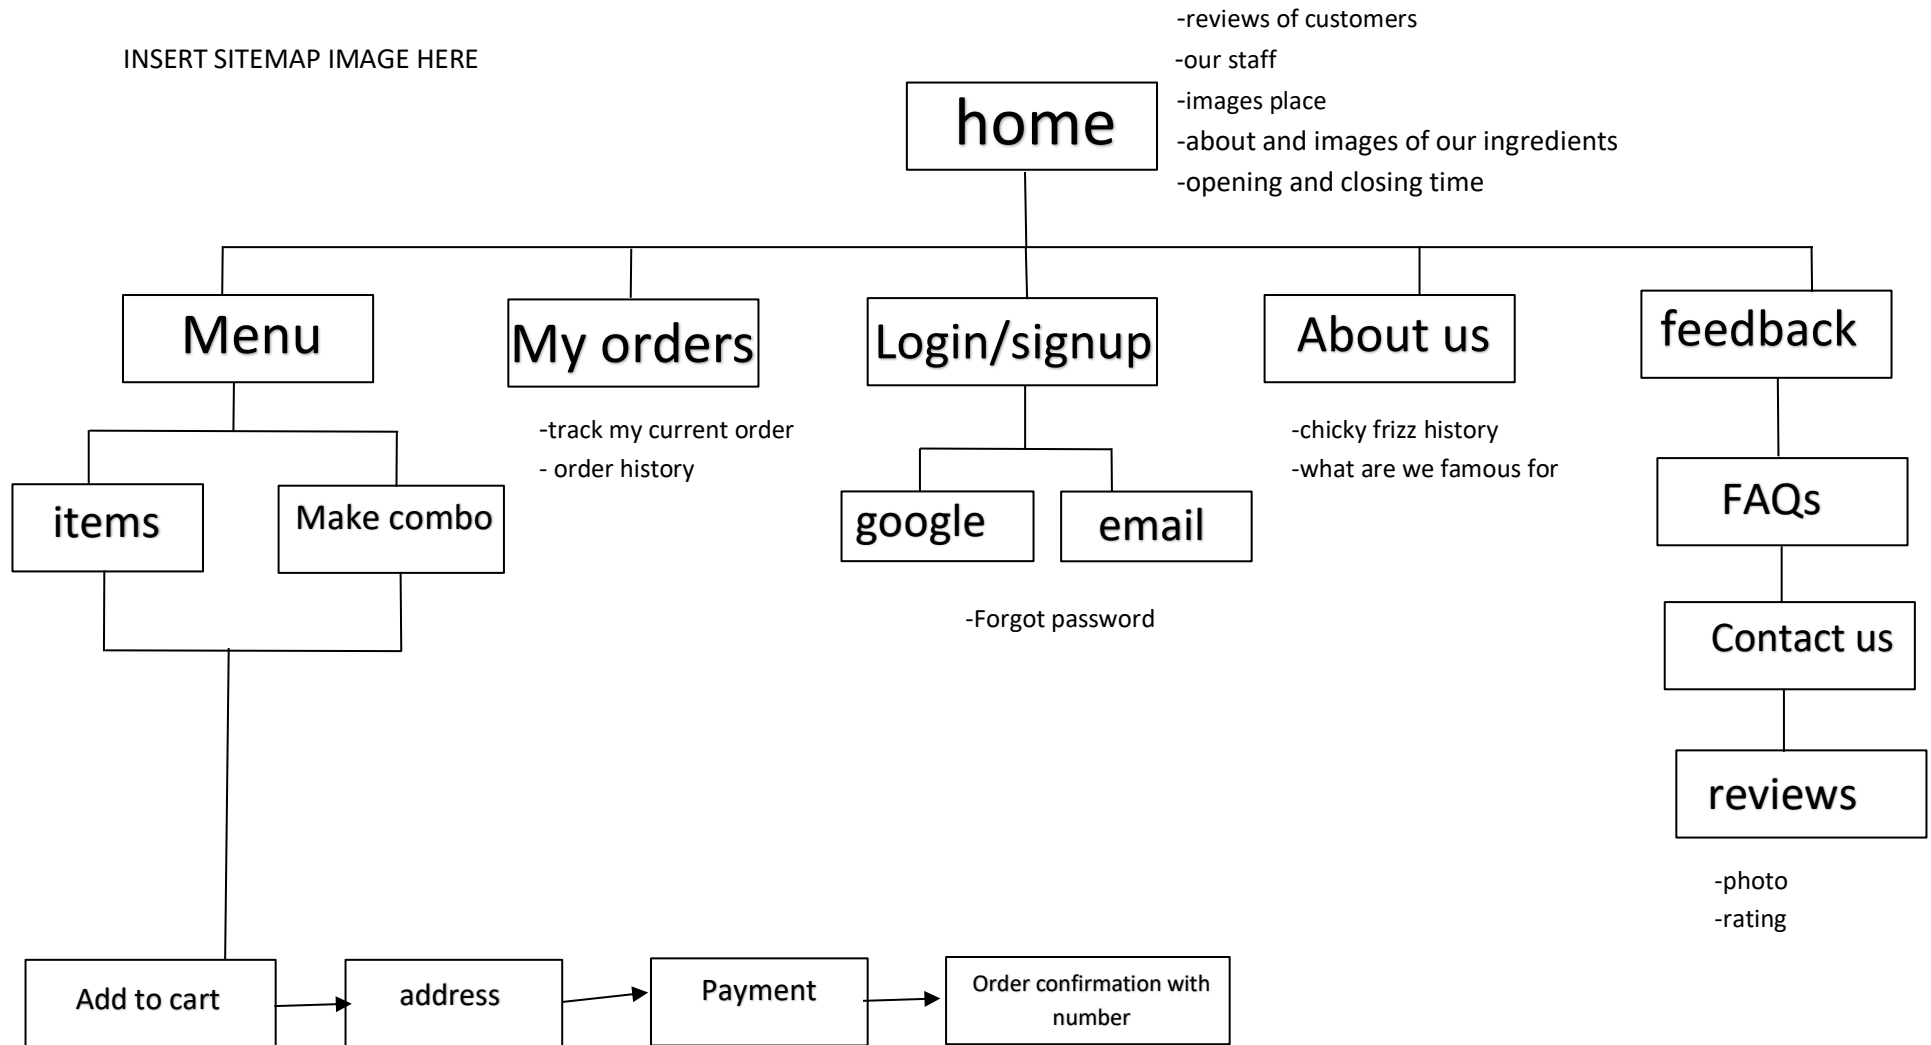 INSERT SITEMAP IMAGE HERE
home
-reviews of customers
-our staff
-images place
-about and images of our ingredients
-opening and closing time
Menu
My orders
Login/signup
About us
feedback
-track my current order
- order history
-chicky frizz history
-what are we famous for
items
Make combo
google
email
FAQs
-Forgot password
Contact us
reviews
-photo
-rating
Add to cart
address
Payment
Order confirmation with
number